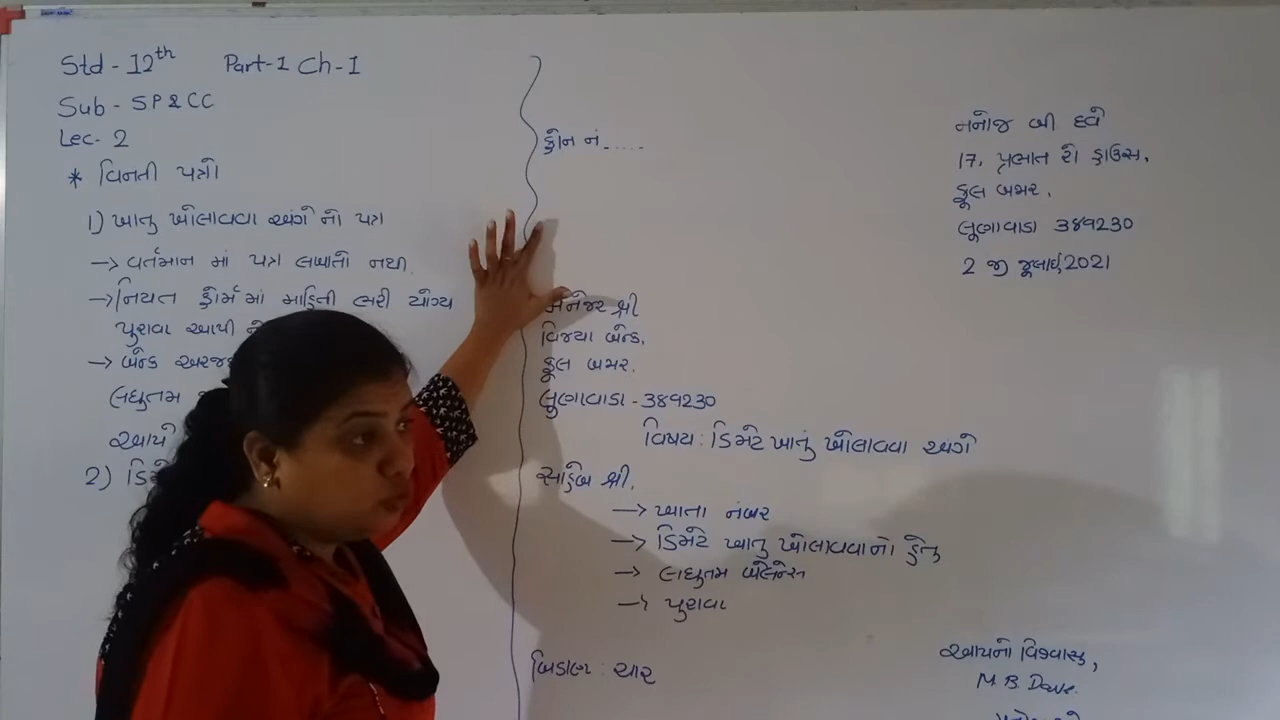 Std - 12th Part-1 Ch-1
Sub - SP & CC
Lec- 2
* વિનતી પત્રો
1) ખાતુ ખોલાવવા અંગે નો પત્ર
→ વર્તમાન માં પત્ર લખાતો નથી.
→ નિયત ફોર્મ માં માહિતી ભરી યોગ્ય
પુરાવા આપી
→ બેન્ક
લઘુતમ
આપો
2)
ફોન નં.....
મનોજ બી દવે
17, પ્રભાત રો હાઉસ,
ફૂલ બજાર,
લૂણાવાડા 389230
2 જી જૂલાઈ 2021
મેનેજર શ્રી
વિજયા બેન્ક,
ફૂલ બજાર,
લુણાવાડા - 389230
વિષય: ડિમેટ ખાતું ખોલાવવા અંગે
સાહેબ શ્રી,
→ ખાતા નંબર
→ ડિમેટ ખાતુ ખોલાવવાનો હેતુ
→ લઘુતમ બેલેન્સ
→ પુરાવા
બિડાણ : ચાર
આપનો વિશ્વાસુ,
M. B. Dave.